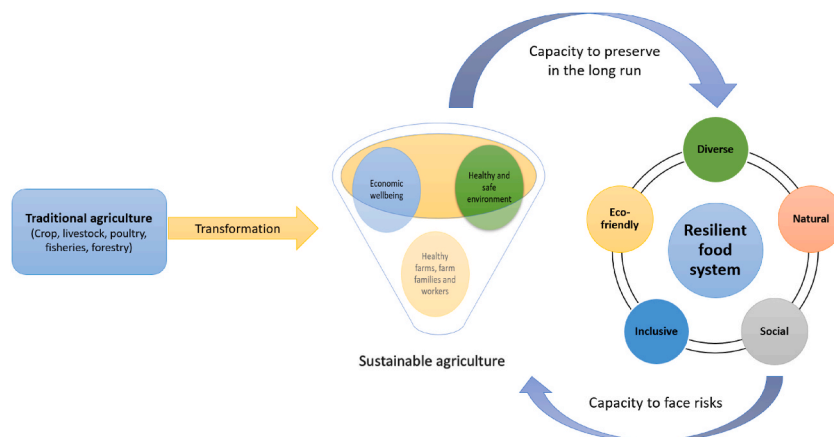 Capacity to preserve
in the long run
Traditional agriculture
(Crop, livestock, poultry,
fisheries, forestry)
Transformation
Economic
wellbeing
Healthy and
safe
environment
Healthy
farms, farm
families and
workers
Sustainable agriculture
Diverse
Eco-
friendly
Natural
Resilient
food
system
Inclusive
Social
Capacity to face risks